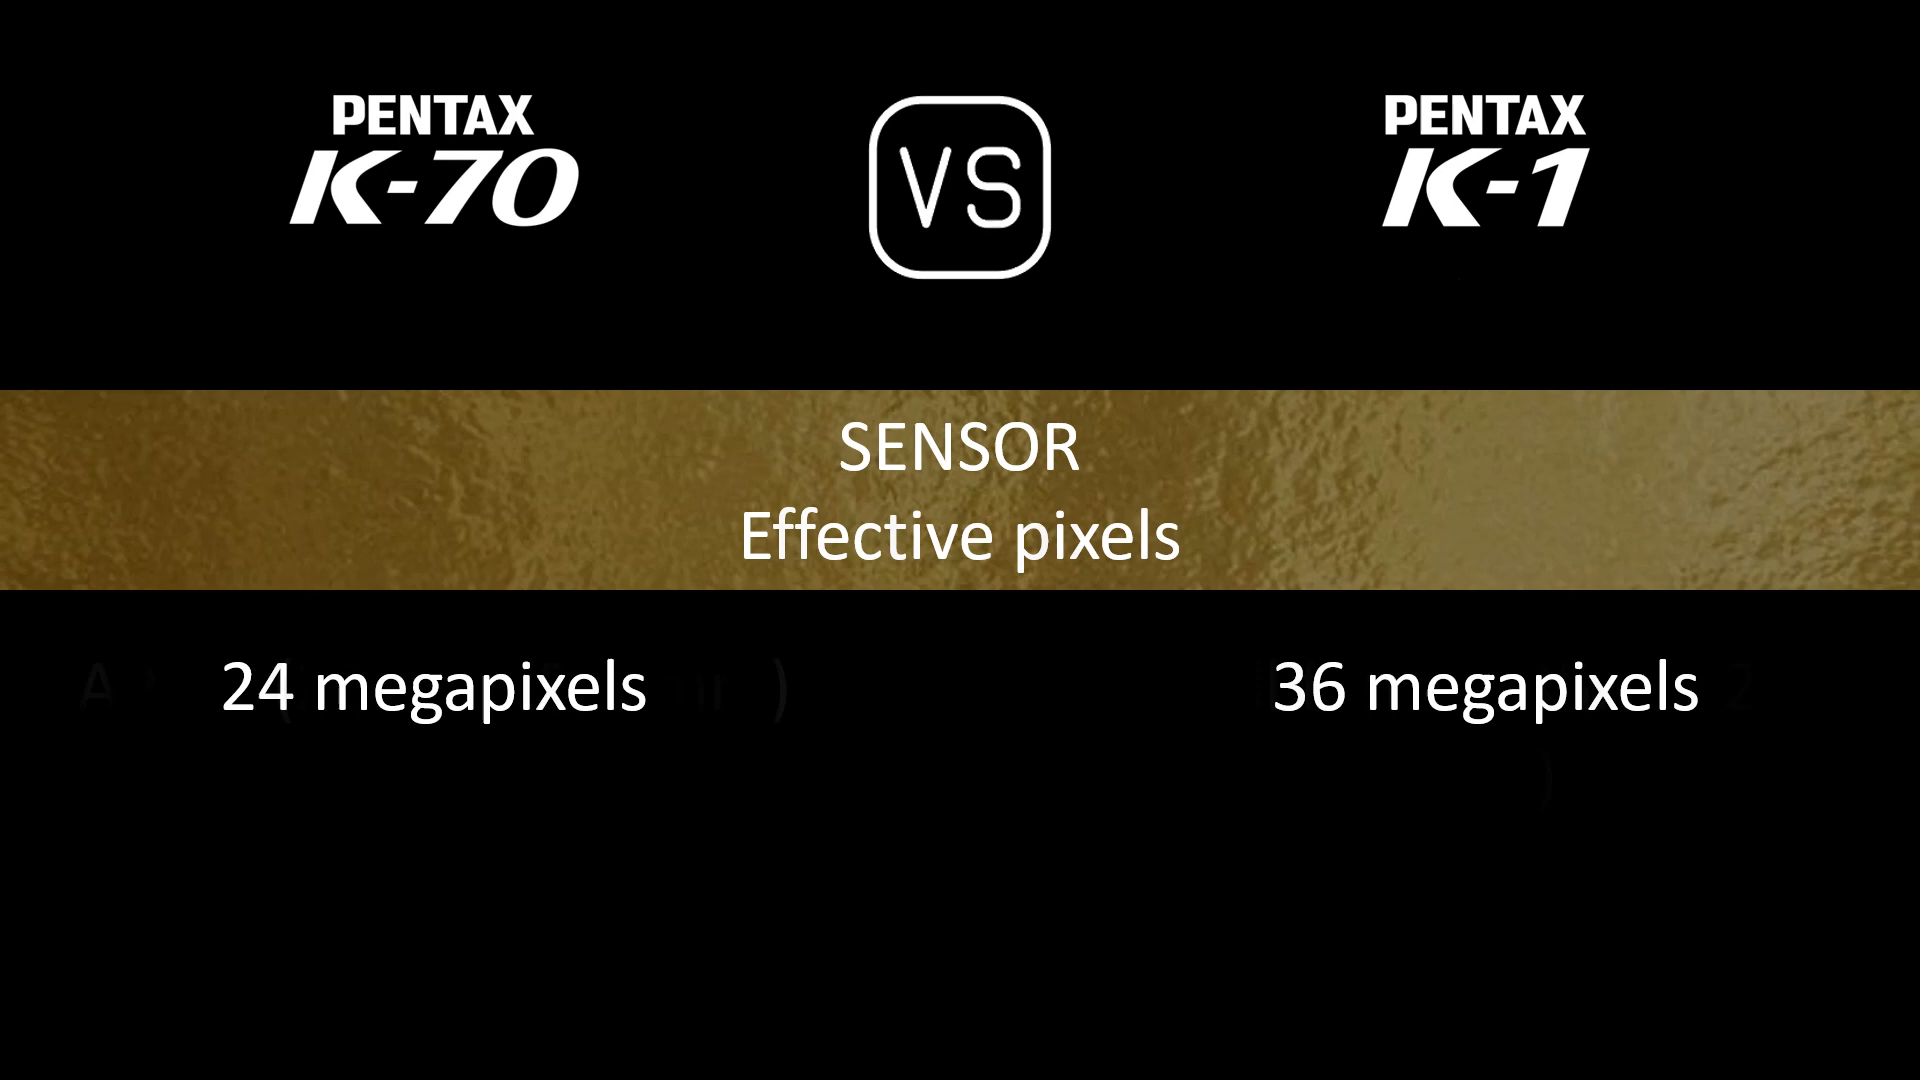 PENTAX
K-70
VS
PENTAX
K-1
SENSOR
Effective pixels
24 megapixels
36 megapixels